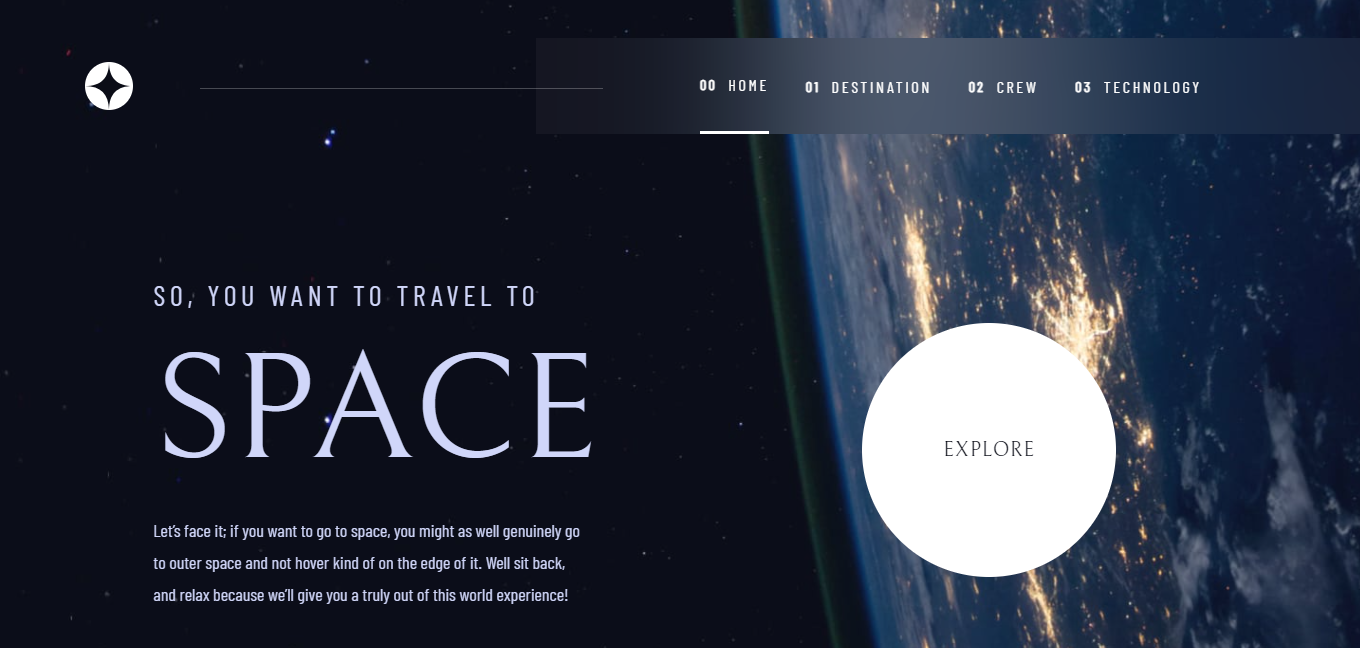 00 HOME 01 DESTINATION 02 CREW 03 TECHNOLOGY
SO, YOU WANT TO TRAVEL TO
SPACE
EXPLORE
Let’s face it; if you want to go to space, you might as well genuinely go
to outer space and not hover kind of on the edge of it. Well sit back,
and relax because we’ll give you a truly out of this world experience!